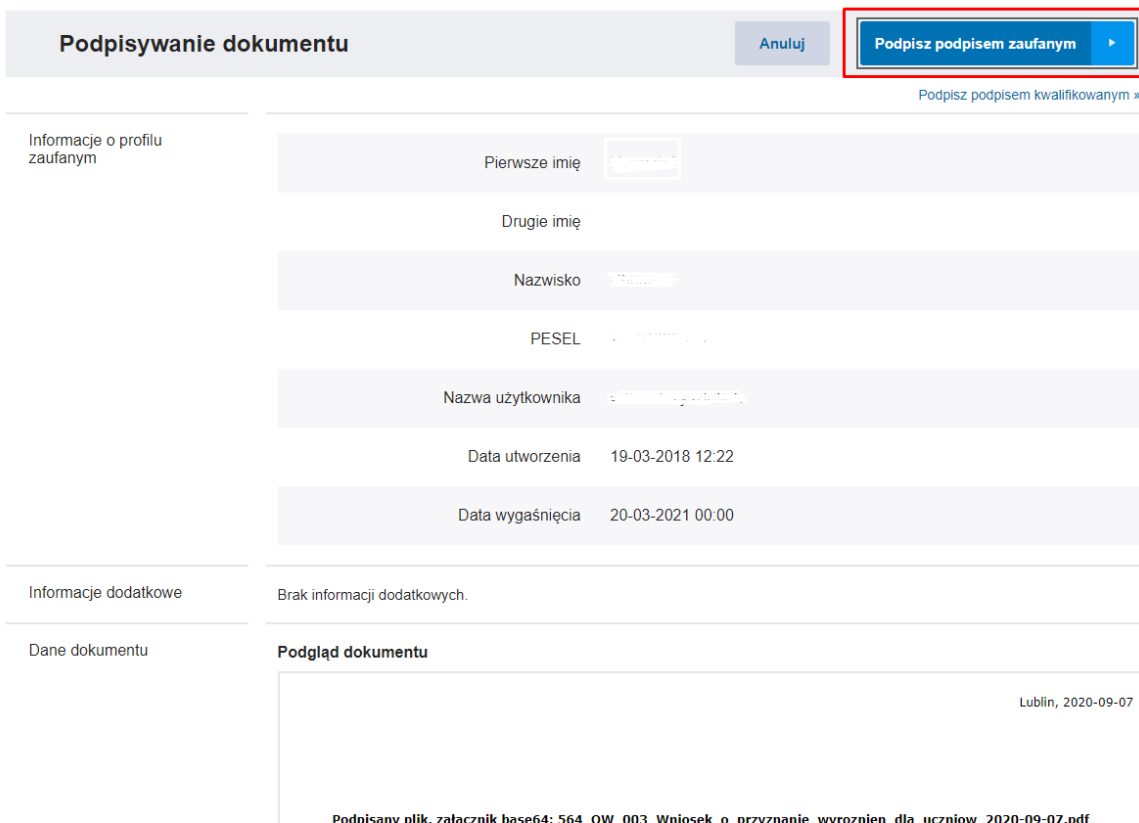 Podpisywanie dokumentu
Anuluj
Podpisz podpisem zaufanym
Podpisz podpisem kwalifikowanym »
Informacje o profilu
zaufanym
Pierwsze imię
Drugie imię
Nazwisko
PESEL
Nazwa użytkownika
Data utworzenia 19-03-2018 12:22
Data wygaśnięcia 20-03-2021 00:00
Informacje dodatkowe
Brak informacji dodatkowych.
Dane dokumentu
Podgląd dokumentu
Lublin, 2020-09-07
Podpisany plik, załącznik base64: 564_OW_003_Wniosek_o_przyznanie_wyroznien_dla_uczniow_2020-09-07.pdf